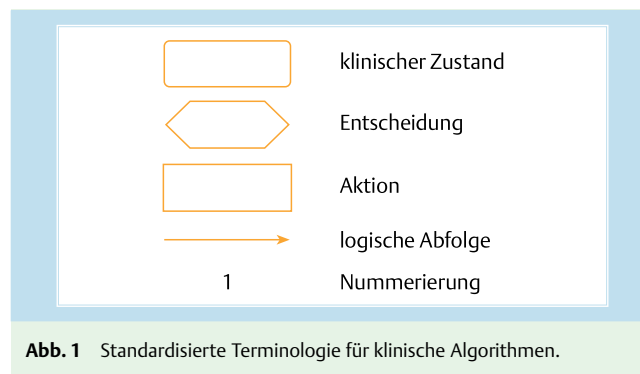 klinischer Zustand
Entscheidung
Aktion
logische Abfolge
1 Nummerierung
Abb. 1 Standardisierte Terminologie für klinische Algorithmen.